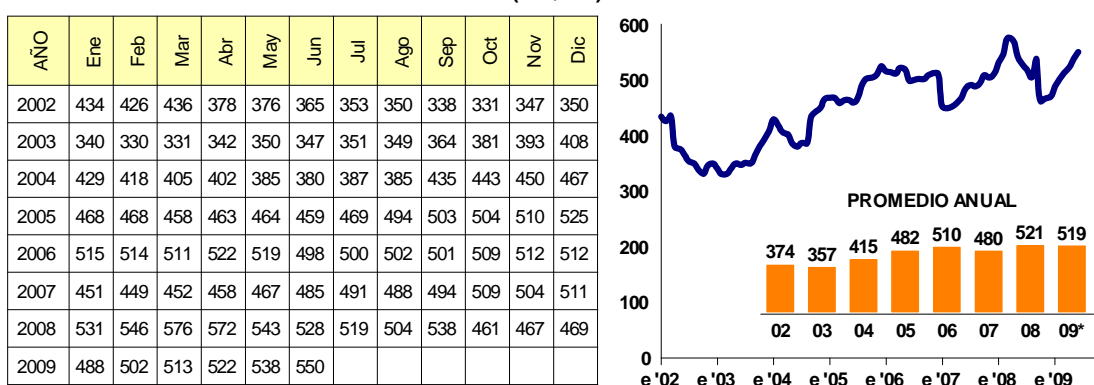 AÑO Ene Feb Mar Abr May Jun Jul Ago Sep Oct Nov Dic
2002 434 426 436 378 376 365 353 350 338 331 347 350
2003 340 330 331 342 350 347 351 349 364 381 393 408
2004 429 418 405 402 385 380 387 385 435 443 450 467
2005 468 468 458 463 464 459 469 494 503 504 510 525
2006 515 514 511 522 519 498 500 502 501 509 512 512
2007 451 449 452 458 467 485 491 488 494 509 504 511
2008 531 546 576 572 543 528 519 504 538 461 467 469
2009 488 502 513 522 538 550
600
500
400
300
200
100
0
PROMEDIO ANUAL
374 357 415 482 510 480 521 519
02 03 04 05 06 07 08 09*
e '02 e '03 e '04 e '05 e '06 e '07 e '08 e '09